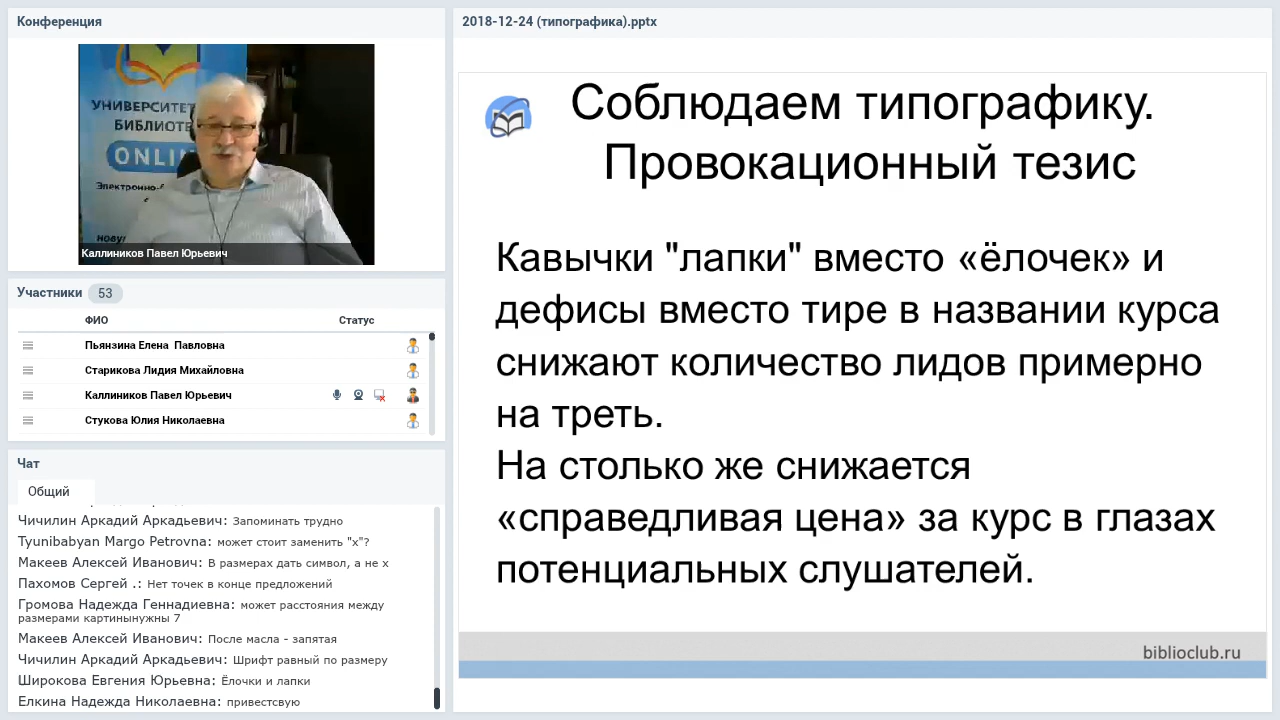 Конференция
УНИВЕРСИТЕТ
БИБЛИОТЕ
ONLIN
Электронно-б
Каллиников Павел Юрьевич
Участники 53
ФИО Статус
Пьянзина Елена Павловна
Старикова Лидия Михайловна
Каллиников Павел Юрьевич
Стукова Юлия Николаевна
Чат
Общий
Чичилин Аркадий Аркадьевич: Запоминать трудно
Tyunibabyan Margo Petrovna: может стоит заменить "х"?
Макеев Алексей Иванович: В размерах дать символ, а не х
Пахомов Сергей .: Нет точек в конце предложений
Громова Надежда Геннадиевна: может расстояния между
размерами картинынужны 7
Макеев Алексей Иванович: После масла - запятая
Чичилин Аркадий Аркадьевич: Шрифт равный по размеру
Широкова Евгения Юрьевна: Ёлочки и лапки
Елкина Надежда Николаевна: привестсвую
2018-12-24 (типографика).pptx
Соблюдаем типографику.
Провокационный тезис
Кавычки "лапки" вместо «ёлочек» и
дефисы вместо тире в названии курса
снижают количество лидов примерно
на треть.
На столько же снижается
«справедливая цена» за курс в глазах
потенциальных слушателей.
biblioclub.ru